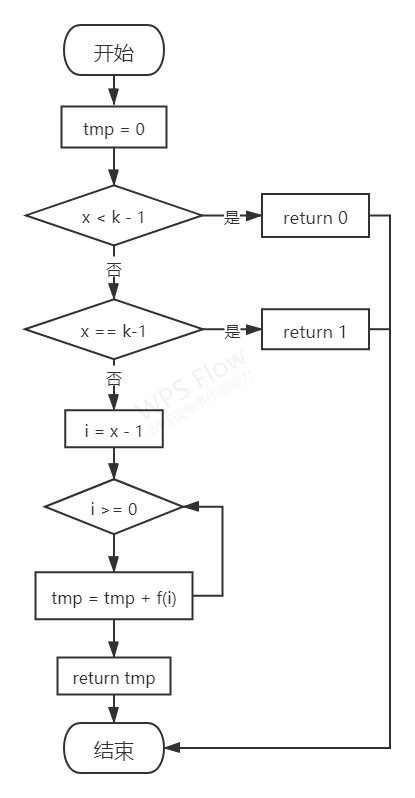 开始
tmp = 0
x < k - 1
是
return 0
否
x == k-1
是
return 1
否
WPS Flow
i = x - 1
i >= 0
tmp = tmp + f(i)
return tmp
结束